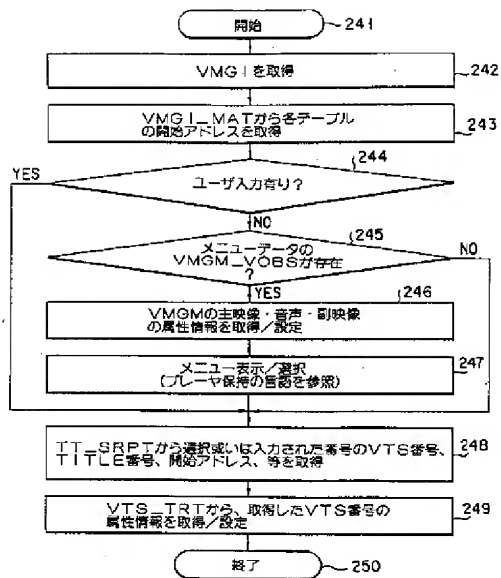 開始
241
VMGIを取得
242
VMGI_MATから各テーブル
の開始アドレスを取得
243
244
YES
ユーザ入力有り?
NO
245
メニューデータの
VMGM_VOBSが存在
?
NO
YES
246
VMGMの主映像・音声・副映像
の属性情報を取得/設定
247
メニュー表示/選択
(プレーヤ保持の言語を参照)
TT_SRPTから選択或いは入力された番号のVTS番号、
TITLE番号、開始アドレス、等を取得
248
VTS_TRTから、取得したVTS番号の
属性情報を取得/設定
249
終了
250